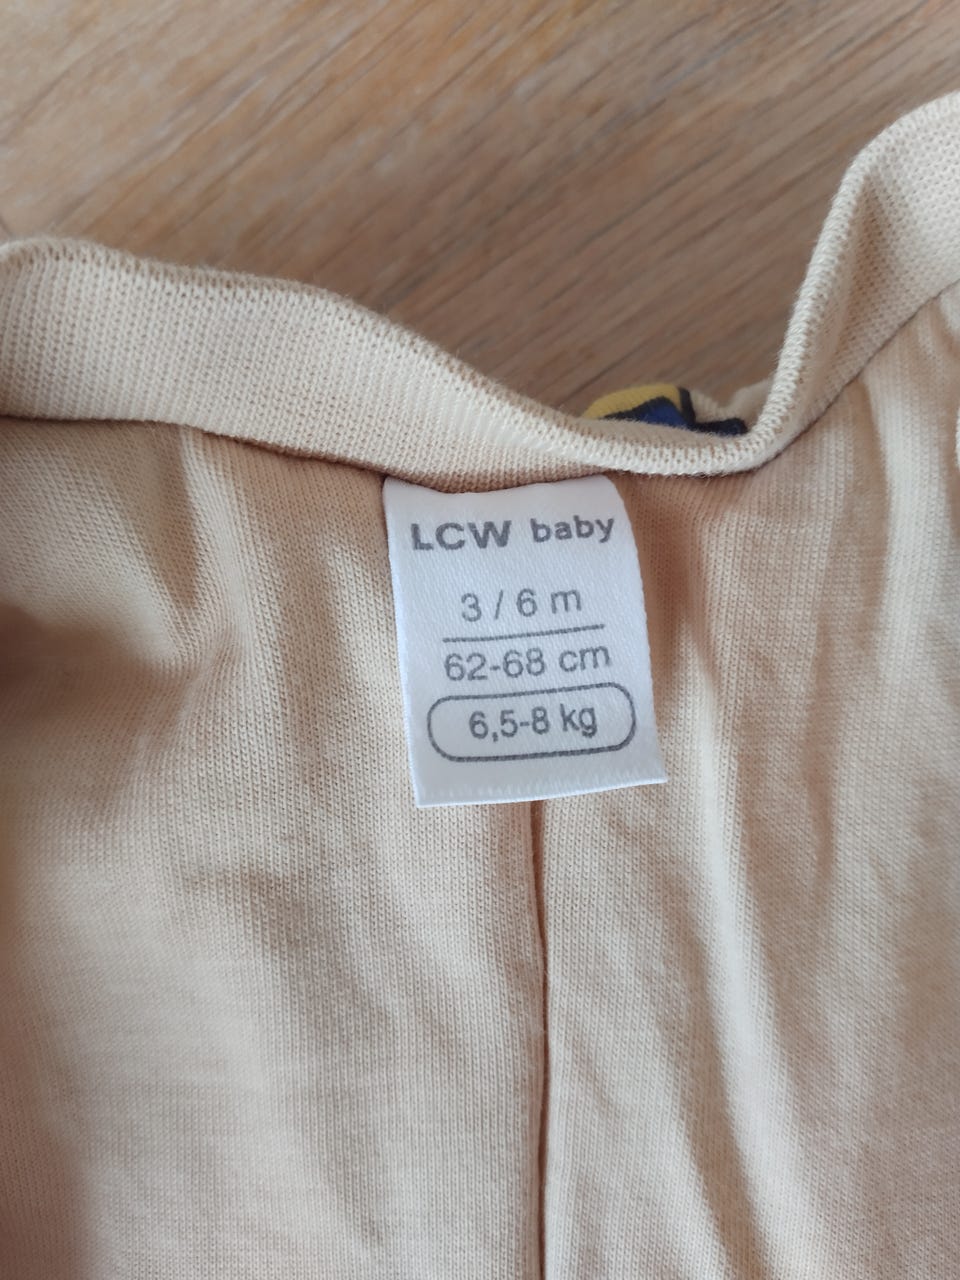 LCW baby
3 / 6 m
62-68 cm
6,5-8 kg